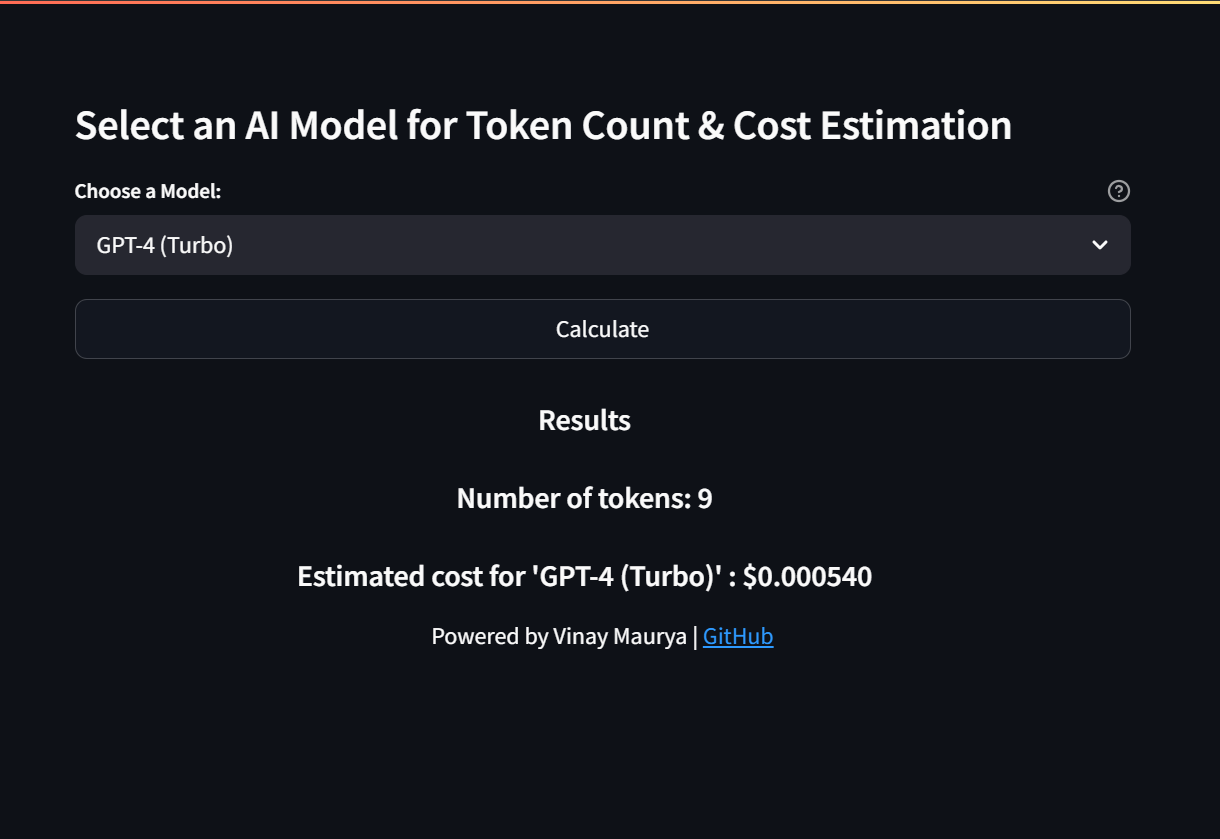 Select an AI Model for Token Count & Cost Estimation
Choose a Model:
GPT-4 (Turbo)
Calculate
Results
Number of tokens: 9
Estimated cost for 'GPT-4 (Turbo)' : $0.000540
Powered by Vinay Maurya | GitHub